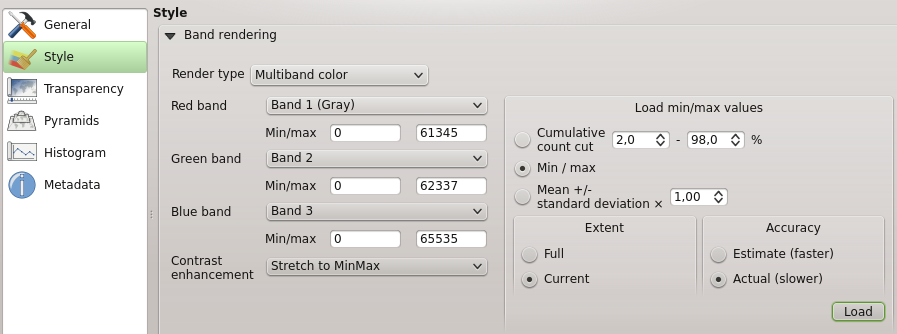 General
Style
Transparency
Pyramids
Histogram
Metadata
Style
Band rendering
Render type Multiband color
Red band Band 1 (Gray)
Min/max 0 61345
Green band Band 2
Min/max 0 62337
Blue band Band 3
Min/max 0 65535
Contrast
enhancement Stretch to MinMax
Load min/max values
Cumulative
count cut 2,0 - 98,0 %
Min / max
Mean +/-
standard deviation × 1,00
Extent
Full
Current
Accuracy
Estimate (faster)
Actual (slower)
Load